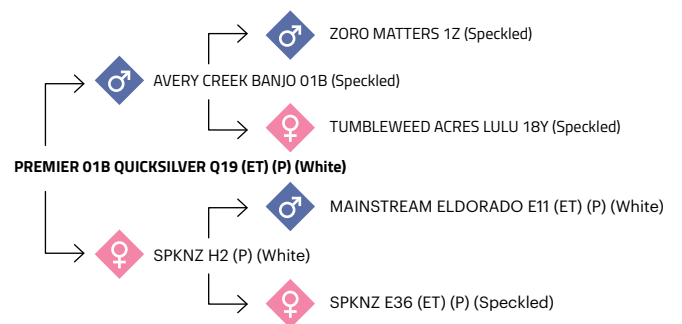 ZORO MATTERS 1Z (Speckled)
AVERY CREEK BANJO 01B (Speckled)
TUMBLEWEED ACRES LULU 18Y (Speckled)
PREMIER 01B QUICKSILVER Q19 (ET) (P) (White)
MAINSTREAM ELDORADO E11 (ET) (P) (White)
SPKNZ H2 (P) (White)
SPKNZ E36 (ET) (P) (Speckled)